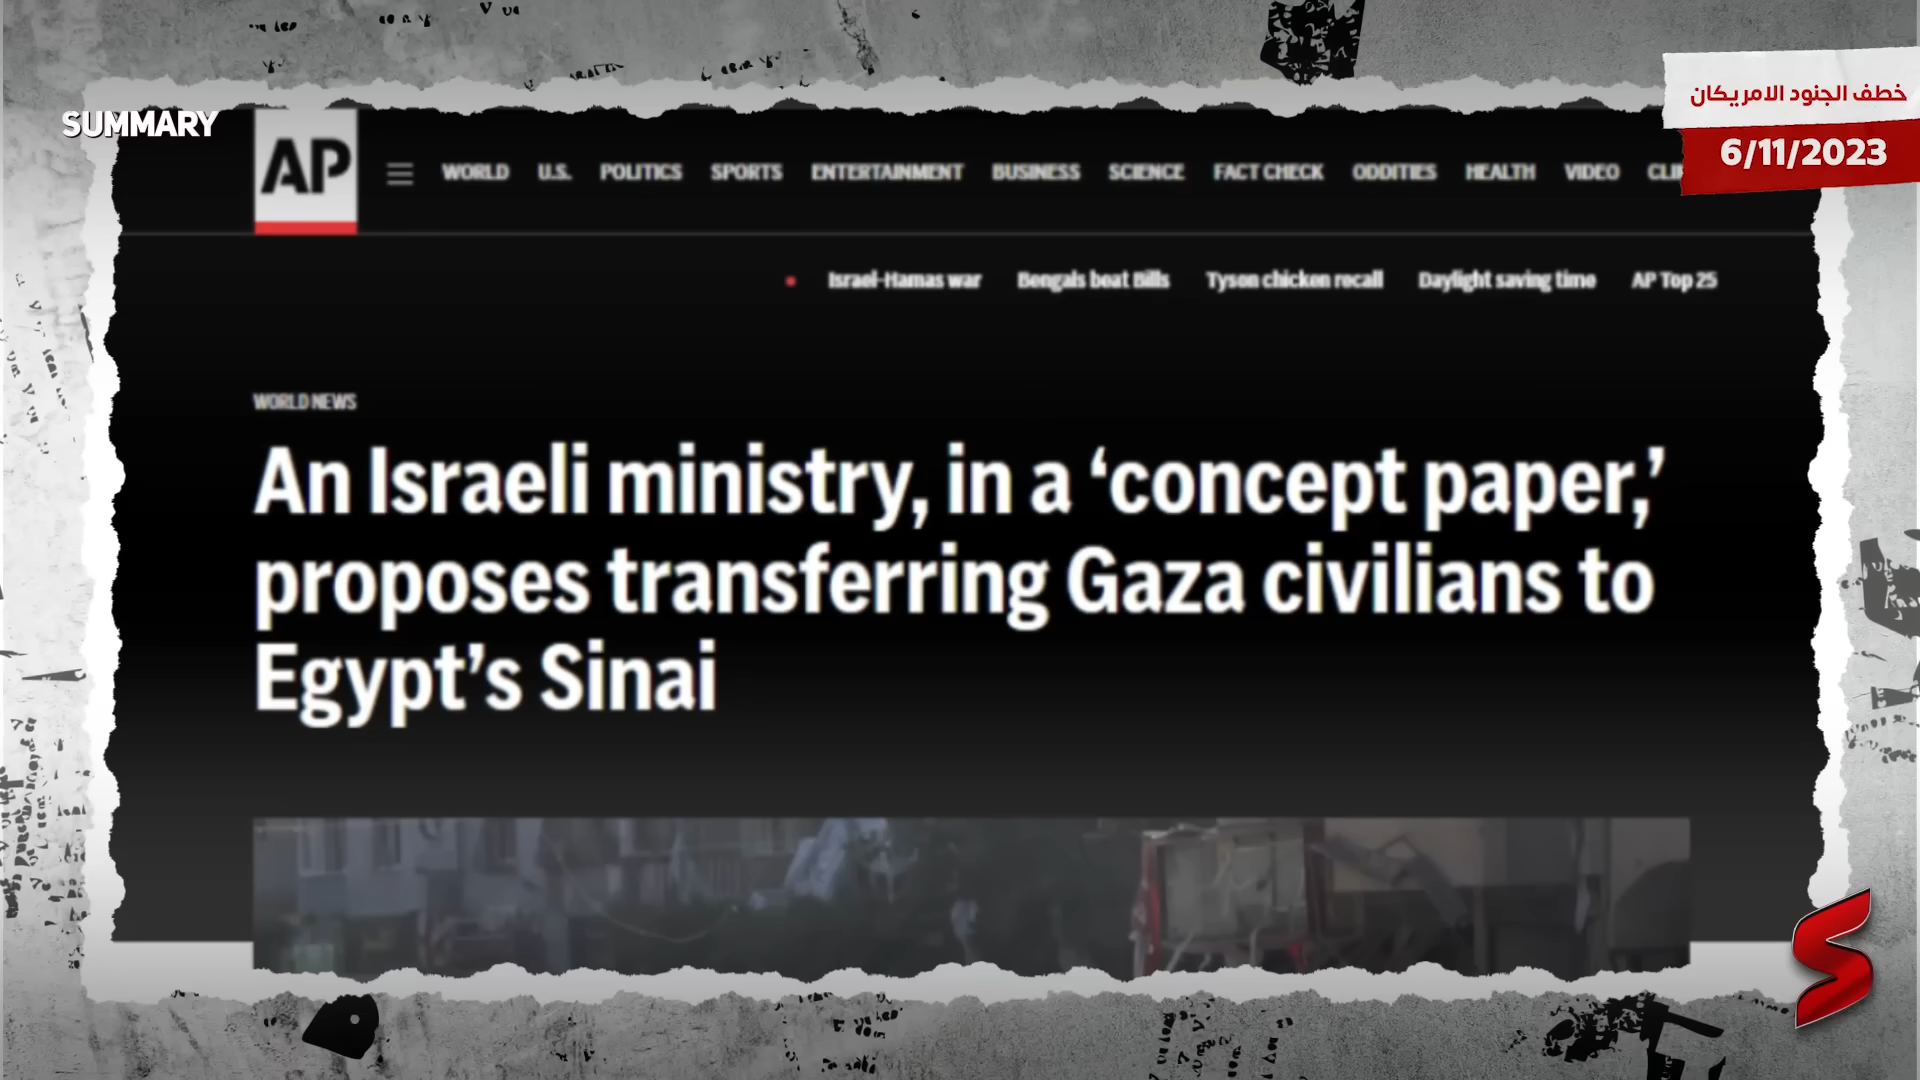 SUMMARY
خطف الجنود الامريكان
6/11/2023
AP
WORLD U.S. POLITICS SPORTS ENTERTAINMENT BUSINESS SCIENCE FACT CHECK ODDITIES HEALTH VIDEO
Israel-Hamas war Bengals beat Bills Tyson chicken recall Daylight saving time AP Top 25
WORLD NEWS
An Israeli ministry, in a ‘concept paper,’
proposes transferring Gaza civilians to
Egypt’s Sinai